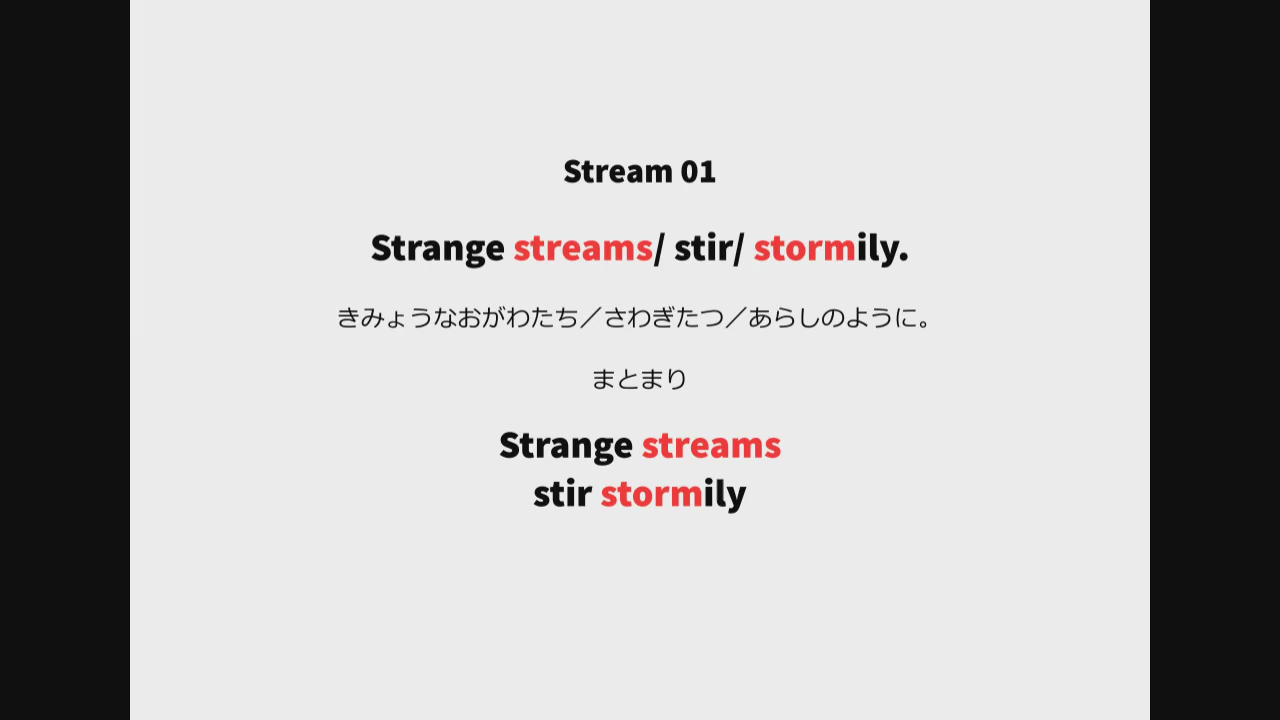 Stream 01
Strange streams/ stir/ stormily.
きみょうなおがわたち／さわぎたつ／あらしのように。
まとまり
Strange streams
stir stormily